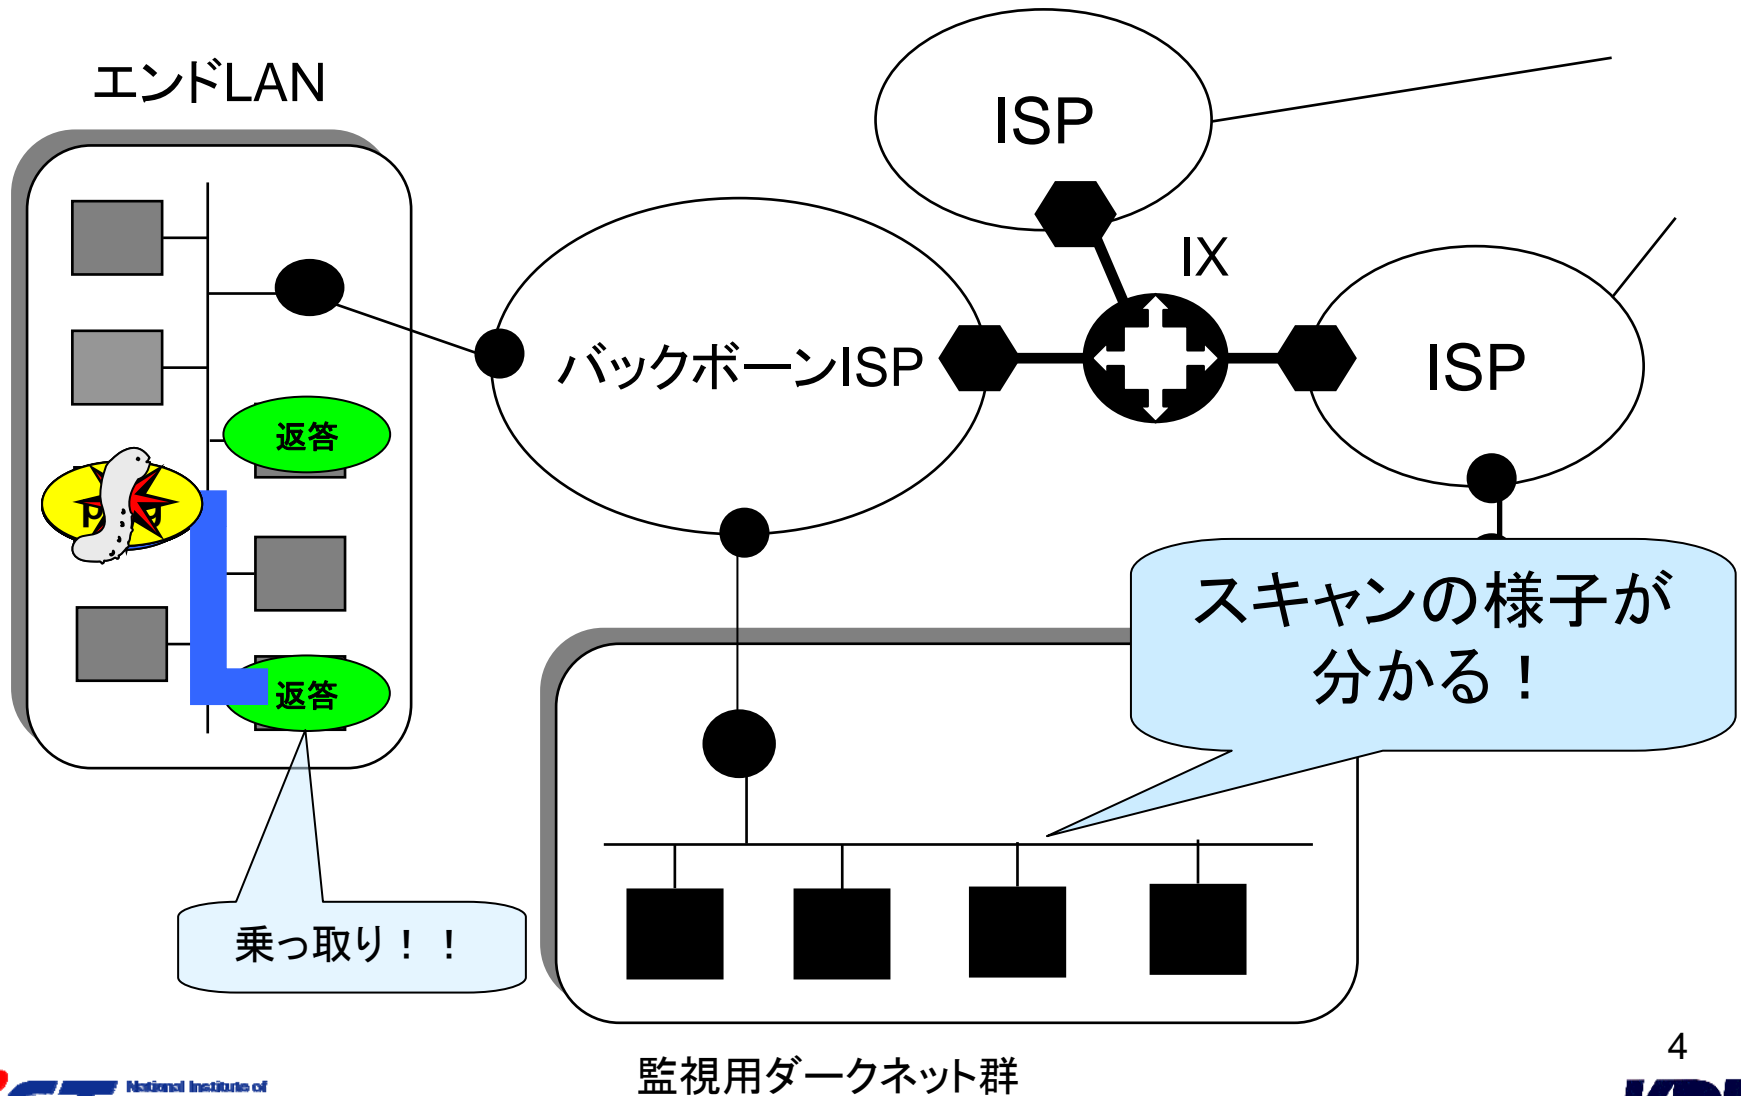 エンドLAN
ISP
IX
バックボーンISP
ISP
返答
返答
スキャンの様子が
分かる！
乗っ取り！！
4
監視用ダークネット群
National Institute of